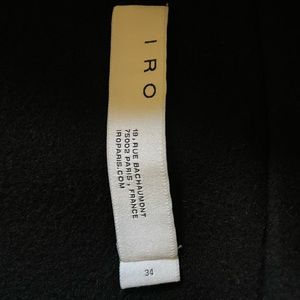 IRO
19, RUE BACHAUMONT
75002 PARIS, FRANCE
IROPARIS.COM
34